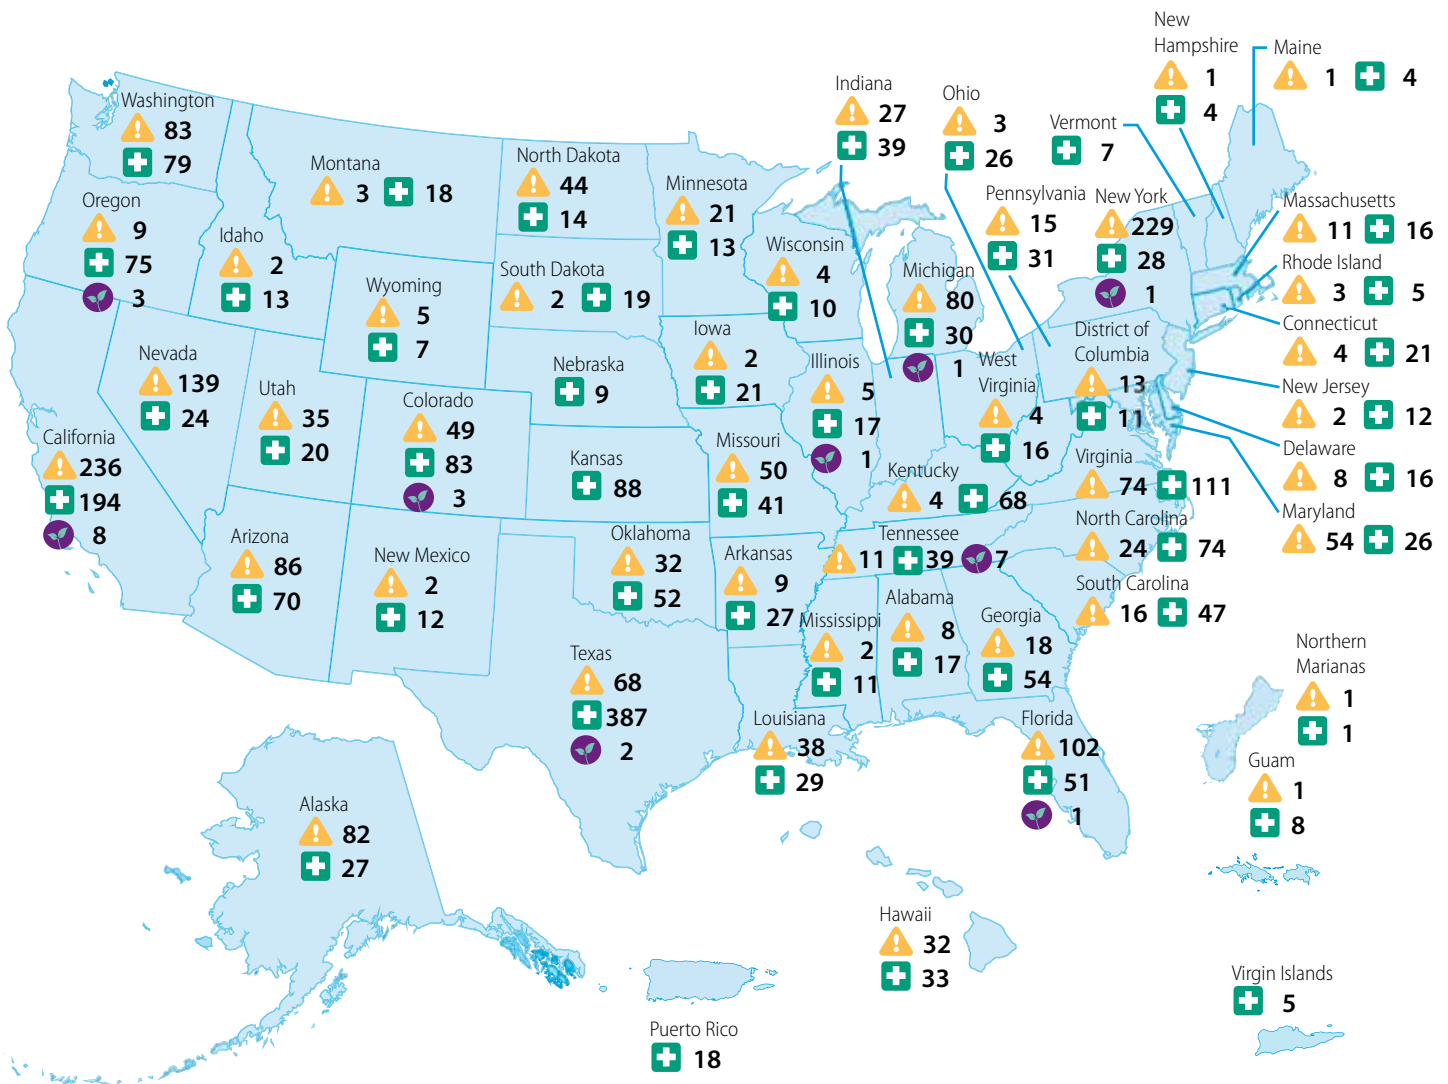 New
Hampshire
1
4
Maine
1 4
Indiana
27
39
Ohio
3
26
Vermont
7
Washington
83
79
Montana
3 18
North Dakota
44
14
Minnesota
21
13
Pennsylvania
15
31
New York
229
28
1
Massachusetts
11 16
Oregon
9
75
3
Idaho
2
13
Wisconsin
4
10
Rhode Island
3 5
South Dakota
2 19
Michigan
80
30
1
Wyoming
5
7
Connecticut
4 21
Iowa
2
21
District of
Columbia
13
11
Nevada
139
24
Nebraska
9
Illinois
5
17
1
West
Virginia
4
16
New Jersey
2 12
Utah
35
20
Colorado
49
83
3
California
236
194
8
Missouri
50
41
Kansas
88
Kentucky
4 68
Virginia
74 111
Delaware
8 16
Maryland
54 26
Arizona
86
70
New Mexico
2
12
Oklahoma
32
52
Arkansas
9
27
Tennessee
11 39 7
North Carolina
24 74
South Carolina
16 47
Mississippi
2
11
Alabama
8
17
Georgia
18
54
Texas
68
387
2
Louisiana
38
29
Florida
102
51
1
Northern
Marianas
1
1
Guam
1
8
Alaska
82
27
Hawaii
32
33
Virgin Islands
5
Puerto Rico
18